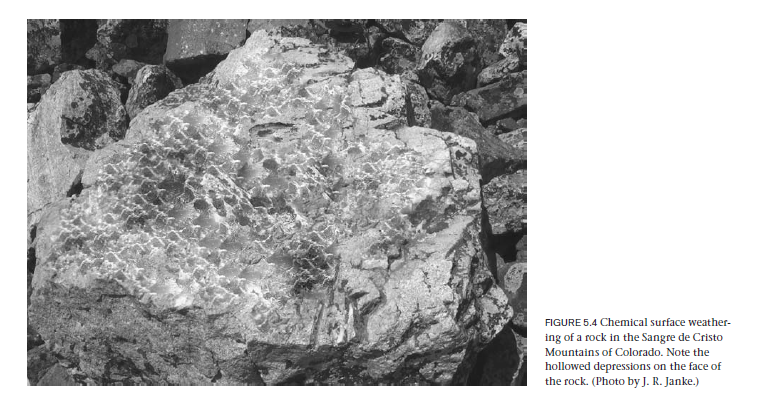 FIGURE 5.4 Chemical surface weather-
ing of a rock in the Sangre de Cristo
Mountains of Colorado. Note the
hollowed depressions on the face of
the rock. (Photo by J. R. Janke.)